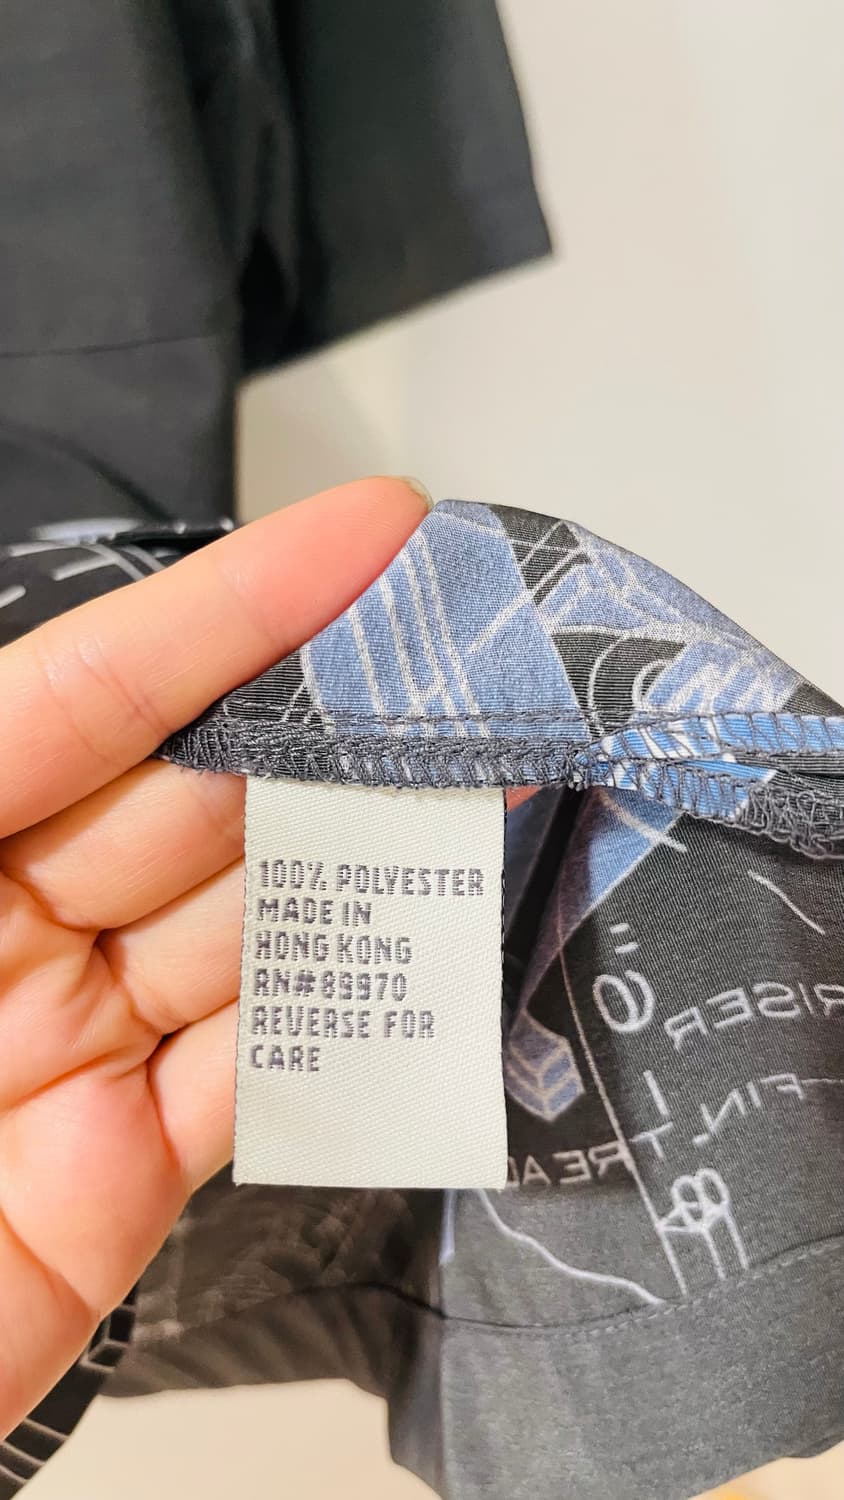 100% POLYESTER
MADE IN
HONG KONG
RN#89970
REVERSE FOR
CARE
RISER
FIN.